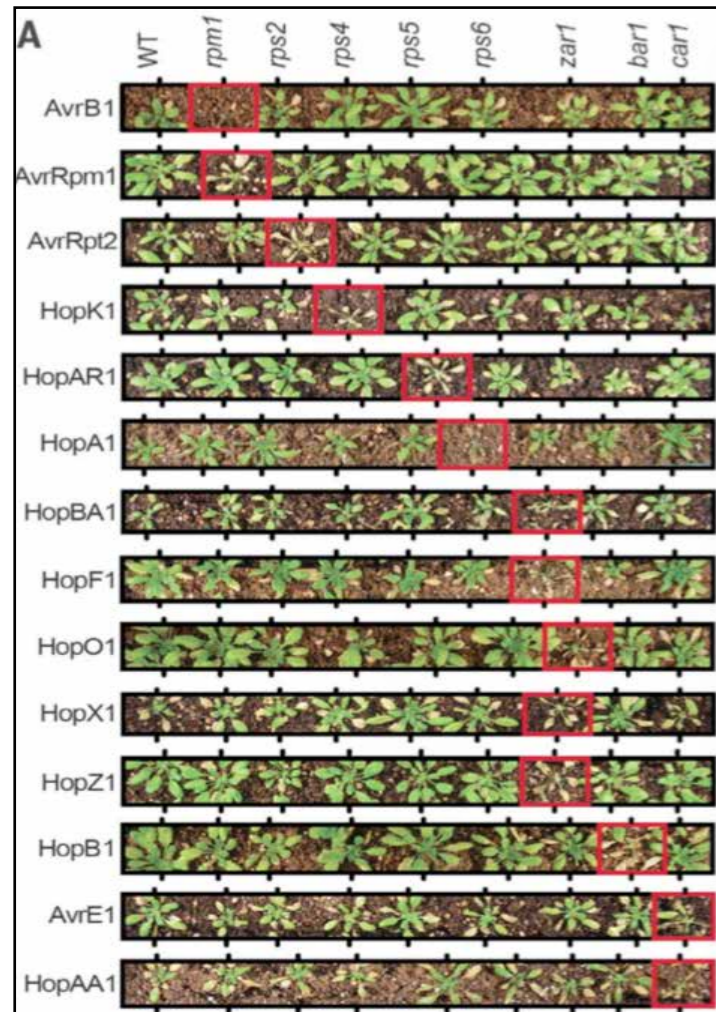 A
WT rpm1 rps2 rps4 rps5 rps6 zar1 bar1 car1
AvrB1
AvrRpm1
AvrRpt2
HopK1
HopAR1
HopA1
HopBA1
HopF1
HopO1
HopX1
HopZ1
HopB1
AvrE1
HopAA1